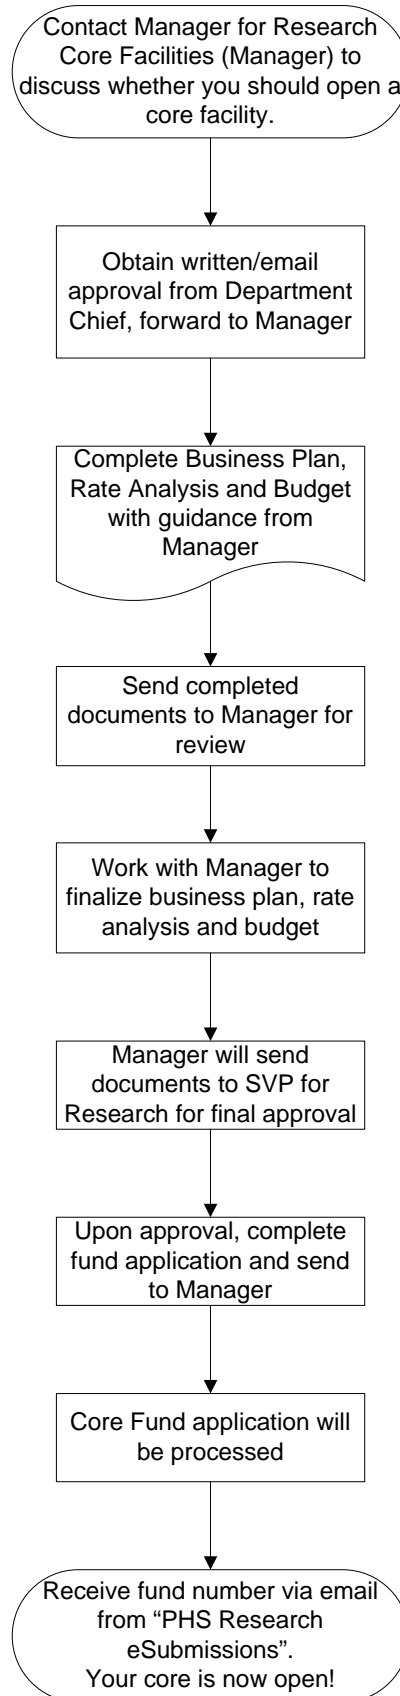 Contact Manager for Research
Core Facilities (Manager) to
discuss whether you should open a
core facility.
Obtain written/email
approval from Department
Chief, forward to Manager
Complete Business Plan,
Rate Analysis and Budget
with guidance from
Manager
Send completed
documents to Manager for
review
Work with Manager to
finalize business plan, rate
analysis and budget
Manager will send
documents to SVP for
Research for final approval
Upon approval, complete
fund application and send
to Manager
Core Fund application will
be processed
Receive fund number via email
from “PHS Research
eSubmissions”.
Your core is now open!